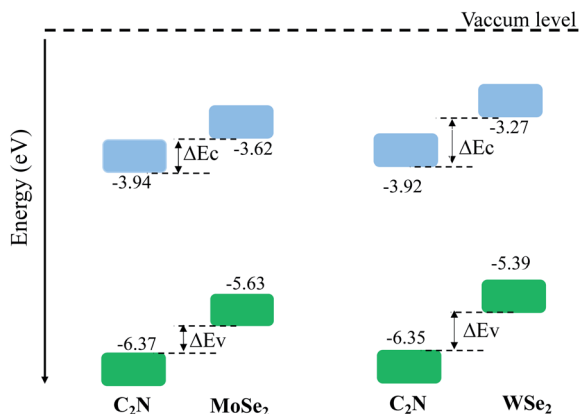 Vaccum level
Energy (eV)
ΔEc
-3.94
-3.62
ΔEc
-3.92
-3.27
-6.37
-5.63
ΔEv
-6.35
-5.39
ΔEv
C₂N
MoSe₂
C₂N
WSe₂